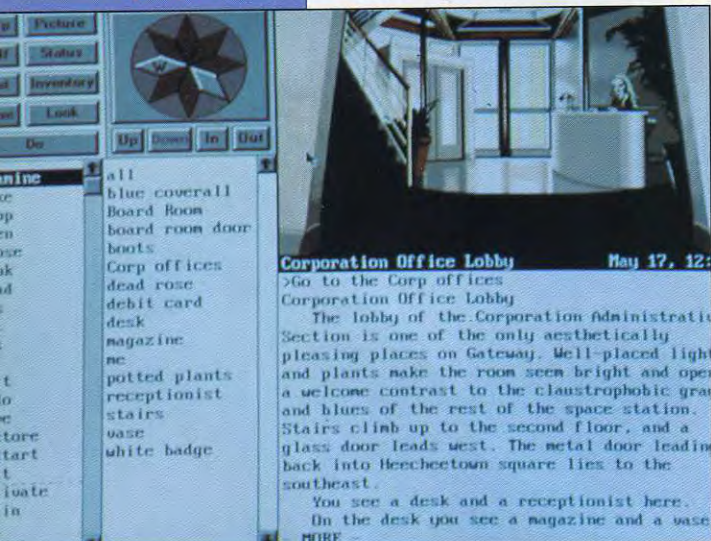 Picture
Status
Inventory
Look
Do
W
Up Down In Out
all
blue coverall
Board Room
board room door
boots
Corp offices
dead rose
debit card
desk
magazine
me
potted plants
receptionist
stairs
vase
white badge
Corporation Office Lobby May 17, 12:
>Go to the Corp offices
Corporation Office Lobby
The lobby of the Corporation Administrati
Section is one of the only aesthetically
pleasing places on Gateway. Well-placed light
and plants make the room seem bright and open
a welcome contrast to the claustrophobic gray
and blues of the rest of the space station.
Stairs climb up to the second floor, and a
glass door leads west. The metal door leading
back into Heecheetown square lies to the
southeast.
You see a desk and a receptionist here.
On the desk you see a magazine and a vase
- MORE -